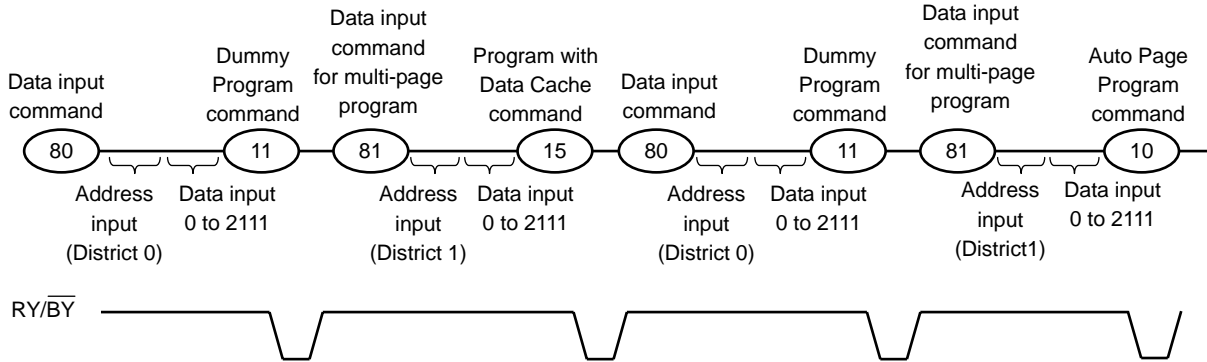 Data input
command
80
Address
input
(District 0)
Data input
0 to 2111
Dummy
Program
command
11
Data input
command
for multi-page
program
81
Address
input
(District 1)
Data input
0 to 2111
Program with
Data Cache
command
15
Data input
command
80
Address
input
(District 0)
Data input
0 to 2111
Dummy
Program
command
11
Data input
command
for multi-page
program
81
Address
input
(District1)
Data input
0 to 2111
Auto Page
Program
command
10
RY/BY